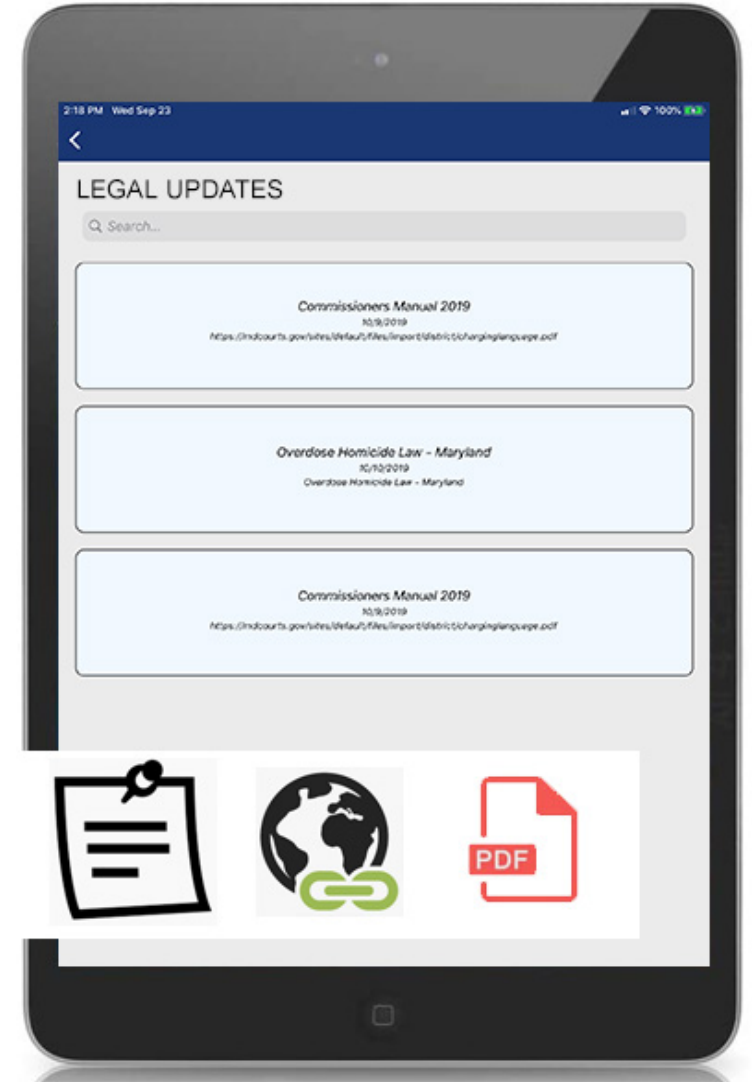 2:18 PM Wed Sep 23
100%
LEGAL UPDATES
Search...
Commissioners Manual 2019
10/9/2019
https://mdcourts.gov/sites/default/files/import/district/charginglanguage.pdf
Overdose Homicide Law - Maryland
10/10/2019
Overdose Homicide Law - Maryland
Commissioners Manual 2019
10/9/2019
https://mdcourts.gov/sites/default/files/import/district/charginglanguage.pdf
PDF